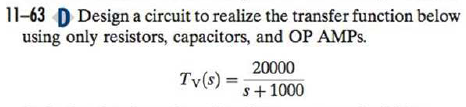 11–63 D Design a circuit to realize the transfer function below
using only resistors, capacitors, and OP AMPs.
T_V(s) = 20000 / (s + 1000)